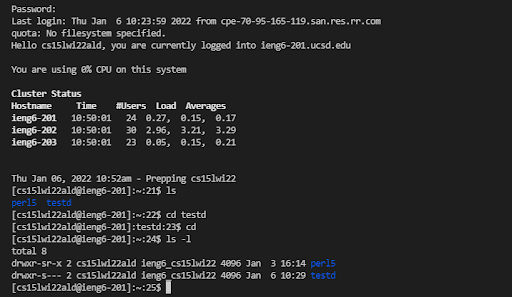 Password:
Last login: Thu Jan  6 10:23:59 2022 from cpe-70-95-165-119.san.res.rr.com
quota: No filesystem specified.
Hello cs15lwi22ald, you are currently logged into ieng6-201.ucsd.edu
You are using 0% CPU on this system
Cluster Status
Hostname     Time    #Users  Load  Averages
ieng6-201   10:50:01   24  0.27,  0.15,  0.17
ieng6-202   10:50:01   30  2.96,  3.21,  3.29
ieng6-203   10:50:01   23  0.05,  0.15,  0.21
Thu Jan 06, 2022 10:52am - Prepping cs15lwi22
[cs15lwi22ald@ieng6-201]:~:21$ ls
perl5  testd
[cs15lwi22ald@ieng6-201]:~:22$ cd testd
[cs15lwi22ald@ieng6-201]:testd:23$ cd
[cs15lwi22ald@ieng6-201]:~:24$ ls -l
total 8
drwxr-sr-x 2 cs15lwi22ald ieng6_cs15lwi22 4096 Jan  3 16:14 perl5
drwxr-s--- 2 cs15lwi22ald ieng6_cs15lwi22 4096 Jan  6 10:29 testd
[cs15lwi22ald@ieng6-201]:~:25$